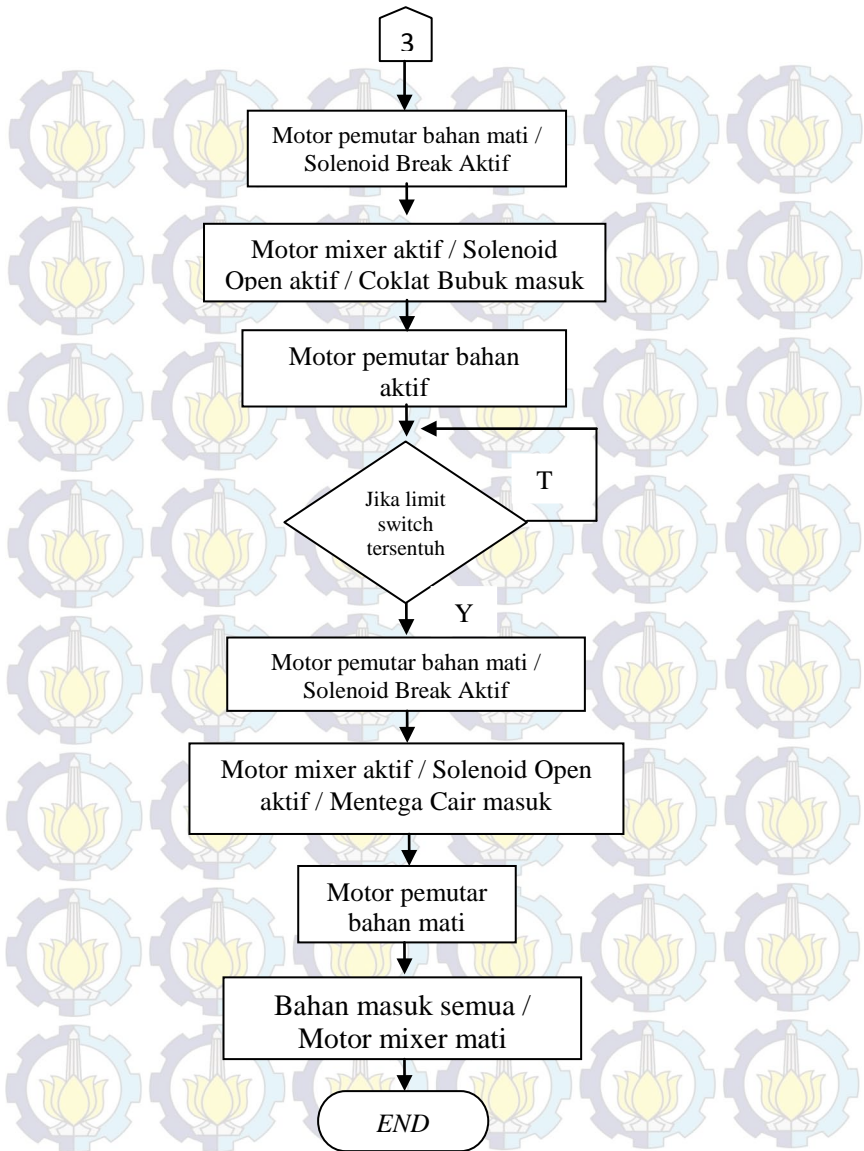 3
Motor pemutar bahan mati /
Solenoid Break Aktif
Motor mixer aktif / Solenoid
Open aktif / Coklat Bubuk masuk
Motor pemutar bahan
aktif
T
Jika limit
switch
tersentuh
Y
Motor pemutar bahan mati /
Solenoid Break Aktif
Motor mixer aktif / Solenoid Open
aktif / Mentega Cair masuk
Motor pemutar
bahan mati
Bahan masuk semua /
Motor mixer mati
END